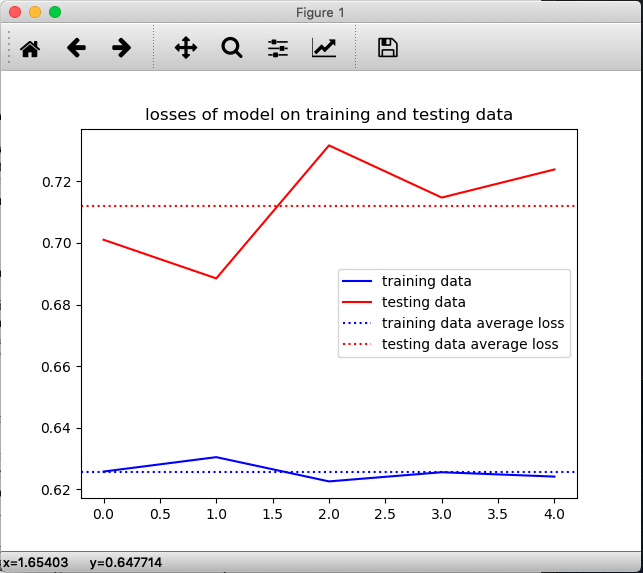 Figure 1
losses of model on training and testing data
0.72
0.70
0.68
0.66
0.64
0.62
training data
testing data
training data average loss
testing data average loss
0.0 0.5 1.0 1.5 2.0 2.5 3.0 3.5 4.0
x=1.65403 y=0.647714